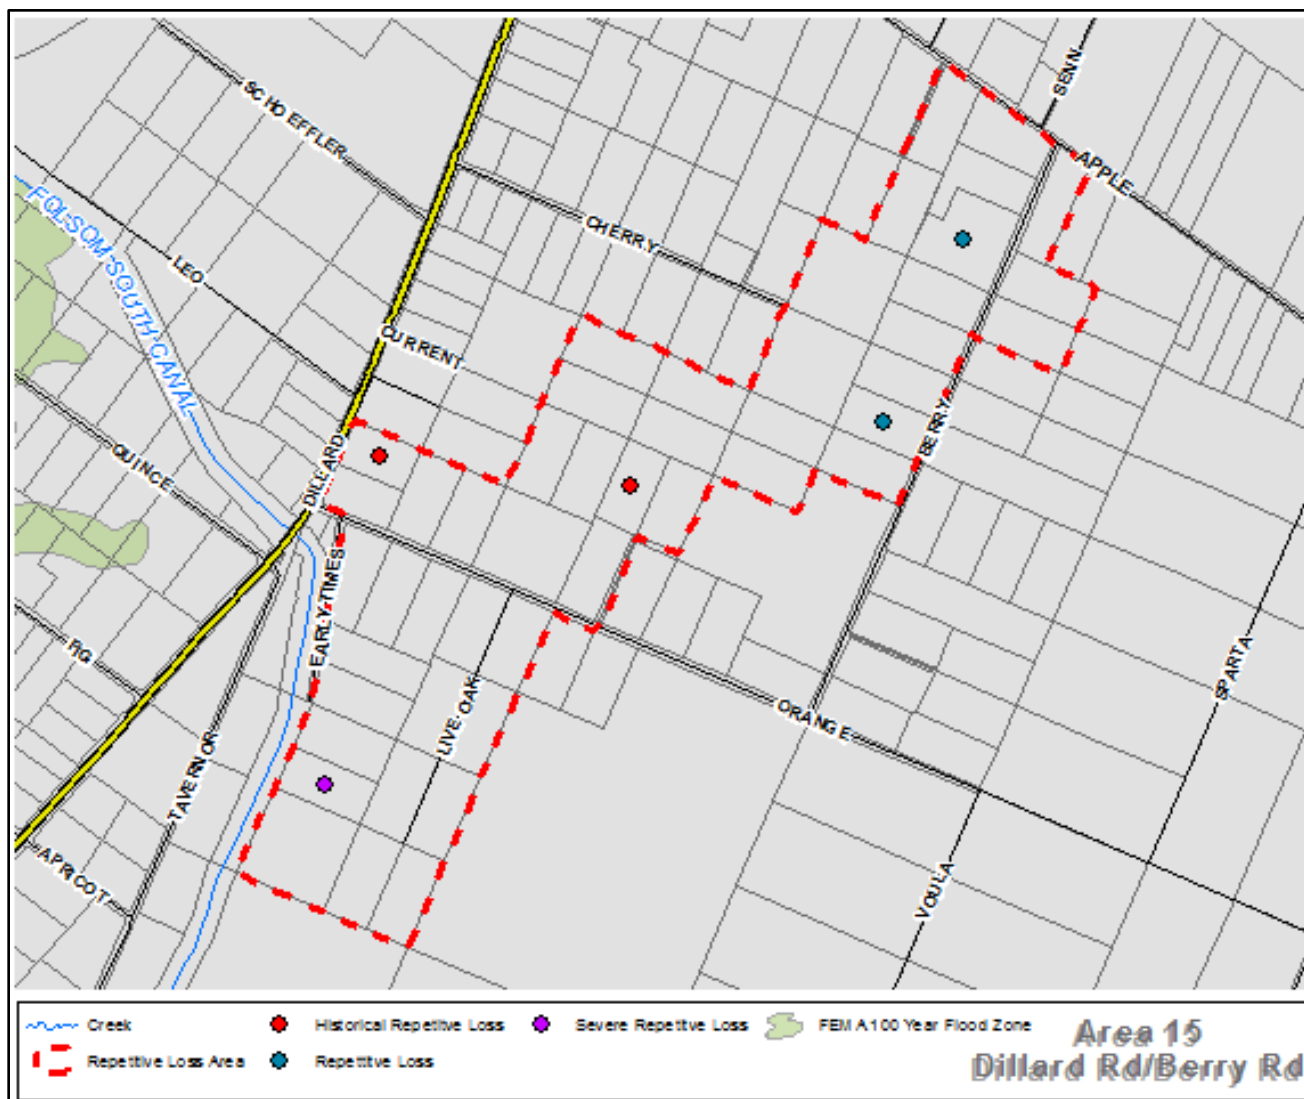 SENN
SCHOEFFLER
APPLE
FOLSOM SOUTH CANAL
CHERRY
LEO
CURRENT
BERRY
DILLARD
QUINCE
EARLY TIMES
FIG
LIVE OAK
SPARTA
ORANGE
TAVERNOR
APRICOT
VOULA
Creek
Historical Repetitve Loss
Severe Repetitve Loss
FEMA 100 Year Flood Zone
Area 15
Repetitive Loss Area
Repetitive Loss
Dillard Rd/Berry Rd